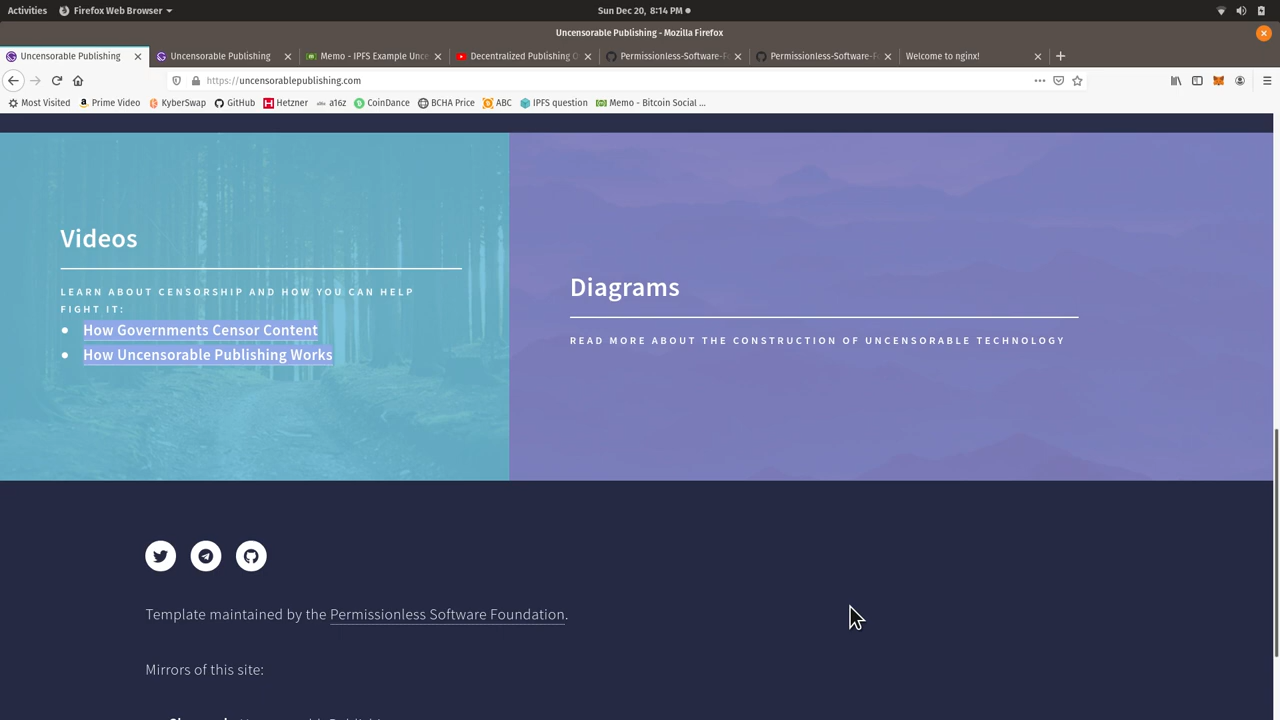 Activities Firefox Web Browser Sun Dec 20, 8:14 PM
Uncensorable Publishing - Mozilla Firefox
Uncensorable Publishing Uncensorable Publishing Memo - IPFS Example Unce Decentralized Publishing Permissionless-Software-F Permissionless-Software-F Welcome to nginx!
https://uncensorablepublishing.com
Most Visited Prime Video KyberSwap GitHub Hetzner a16z CoinDance BCHA Price ABC IPFS question Memo - Bitcoin Social ...
Videos
LEARN ABOUT CENSORSHIP AND HOW YOU CAN HELP
FIGHT IT:
How Governments Censor Content
How Uncensorable Publishing Works
Diagrams
READ MORE ABOUT THE CONSTRUCTION OF UNCENSORABLE TECHNOLOGY
Template maintained by the Permissionless Software Foundation.
Mirrors of this site: